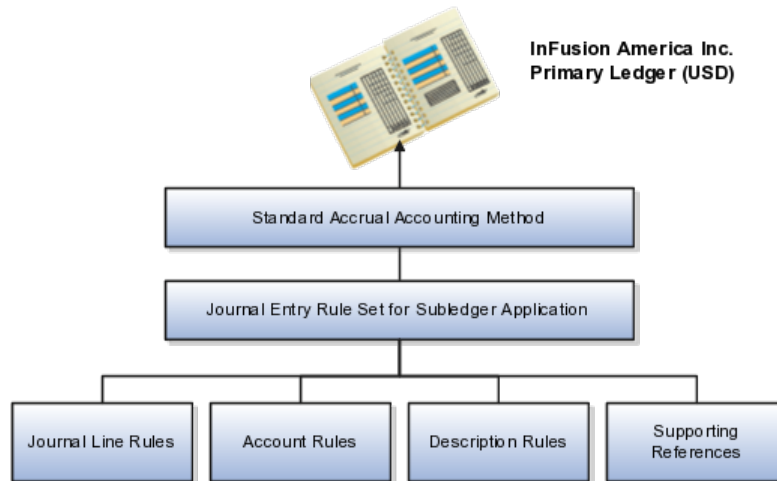 InFusion America Inc.
Primary Ledger (USD)
Standard Accrual Accounting Method
Journal Entry Rule Set for Subledger Application
Journal Line Rules
Account Rules
Description Rules
Supporting
References